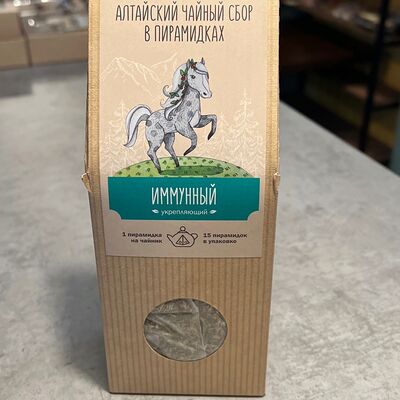 АЛТАЙСКИЙ ЧАЙНЫЙ СБОР
В ПИРАМИДКАХ
ИММУННЫЙ
укрепляющий
1 пирамидка
на чайник
15 пирамидок
в упаковке